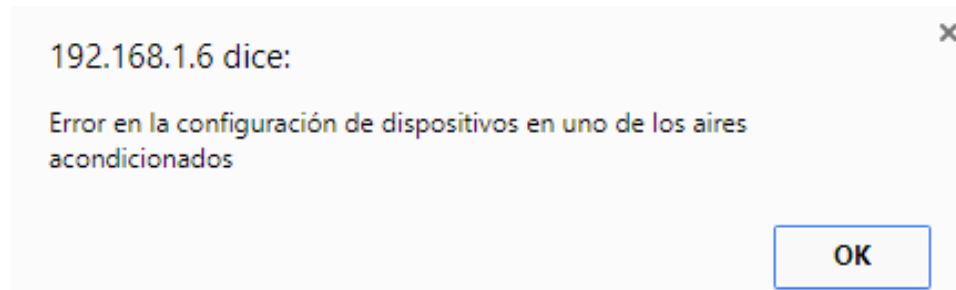 192.168.1.6 dice:
Error en la configuración de dispositivos en uno de los aires
acondicionados
OK